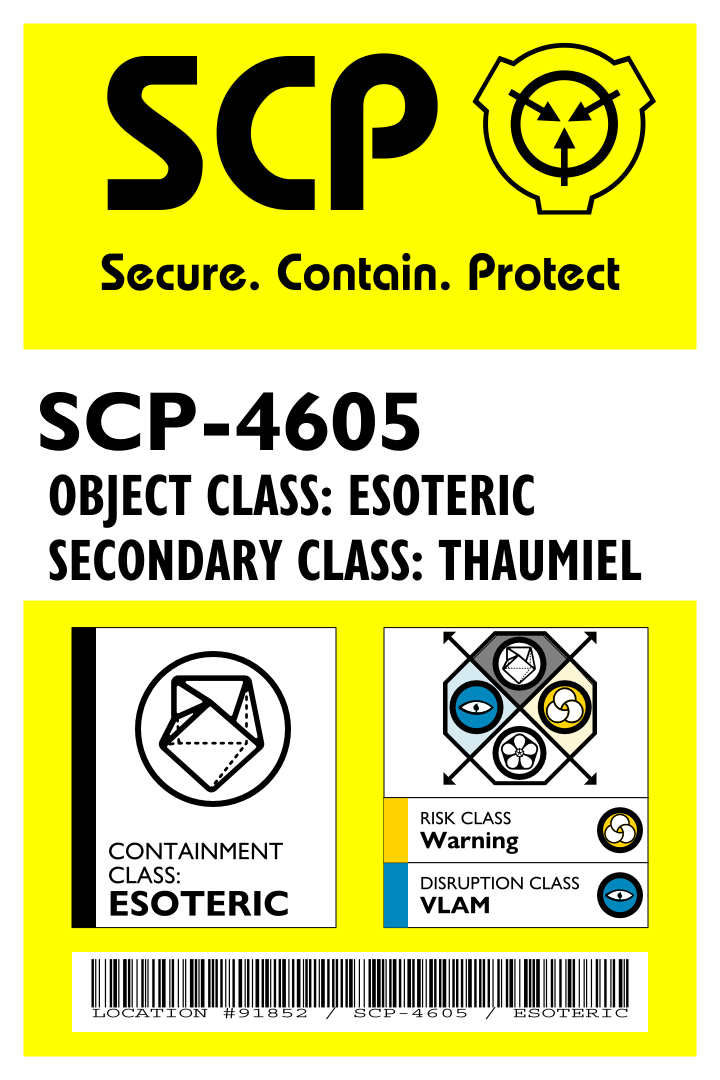 SCP
Secure. Contain. Protect
SCP-4605
OBJECT CLASS: ESOTERIC
SECONDARY CLASS: THAUMIEL
CONTAINMENT
CLASS:
ESOTERIC
RISK CLASS
Warning
DISRUPTION CLASS
VLAM
LOCATION #91852 / SCP-4605 / ESOTERIC